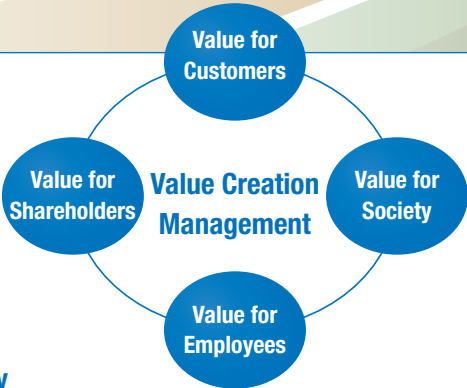 Value for
Customers
Value for
Shareholders
Value Creation
Management
Value for
Society
Value for
Employees